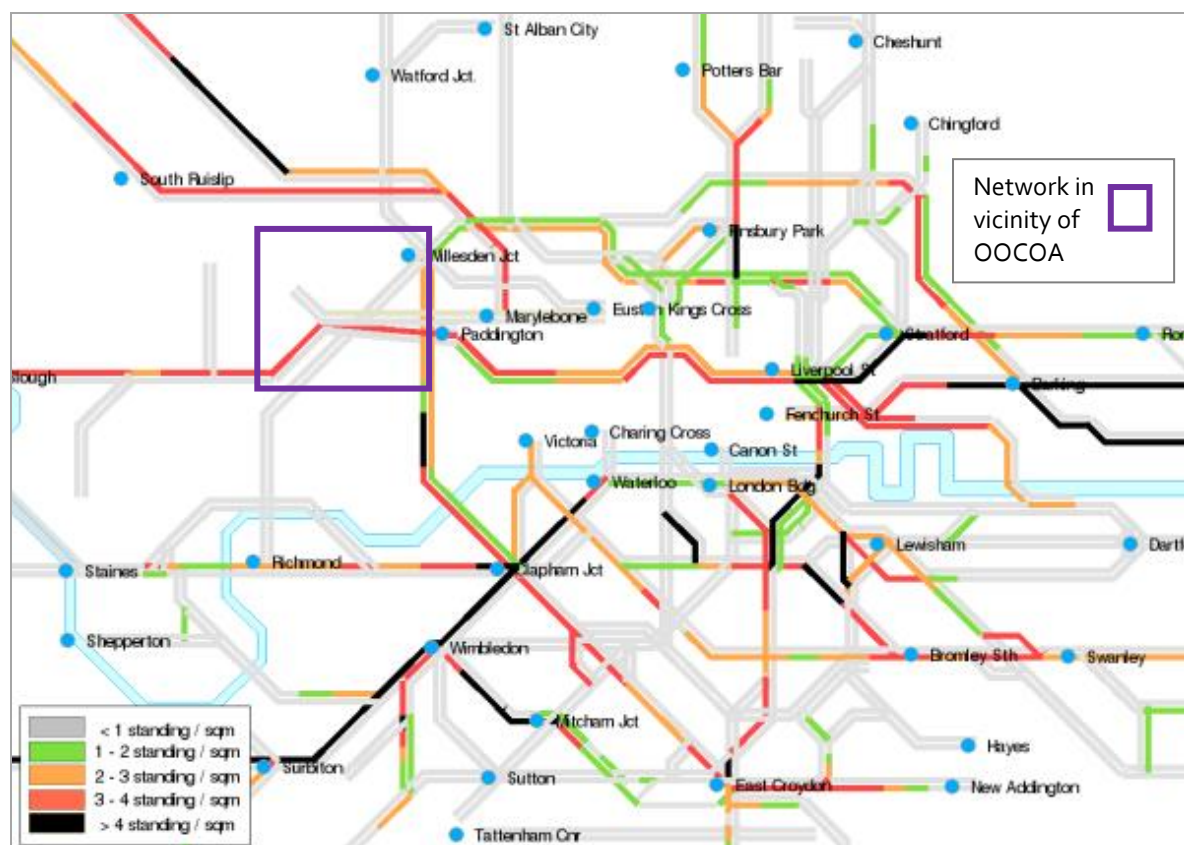 St Alban City
Cheshunt
Watford Jct.
Potters Bar
Chingford
South Ruislip
Network in
vicinity of
OOCOA
Finsbury Park
Willesden Jct
Marylebone
Euston
Kings Cross
Paddington
Stratford
Liverpool St
Barking
Fenchurch St
Charing Cross
Victoria
Canon St
Waterloo
London Bdg
Lewisham
Richmond
Staines
Clapham Jct
Shepperton
Wimbledon
Bromley Sth
Swanley
< 1 standing / sqm
1 - 2 standing / sqm
2 - 3 standing / sqm
3 - 4 standing / sqm
> 4 standing / sqm
Mitcham Jct
Hayes
Surbiton
Sutton
East Croydon
New Addington
Tattenham Cnr